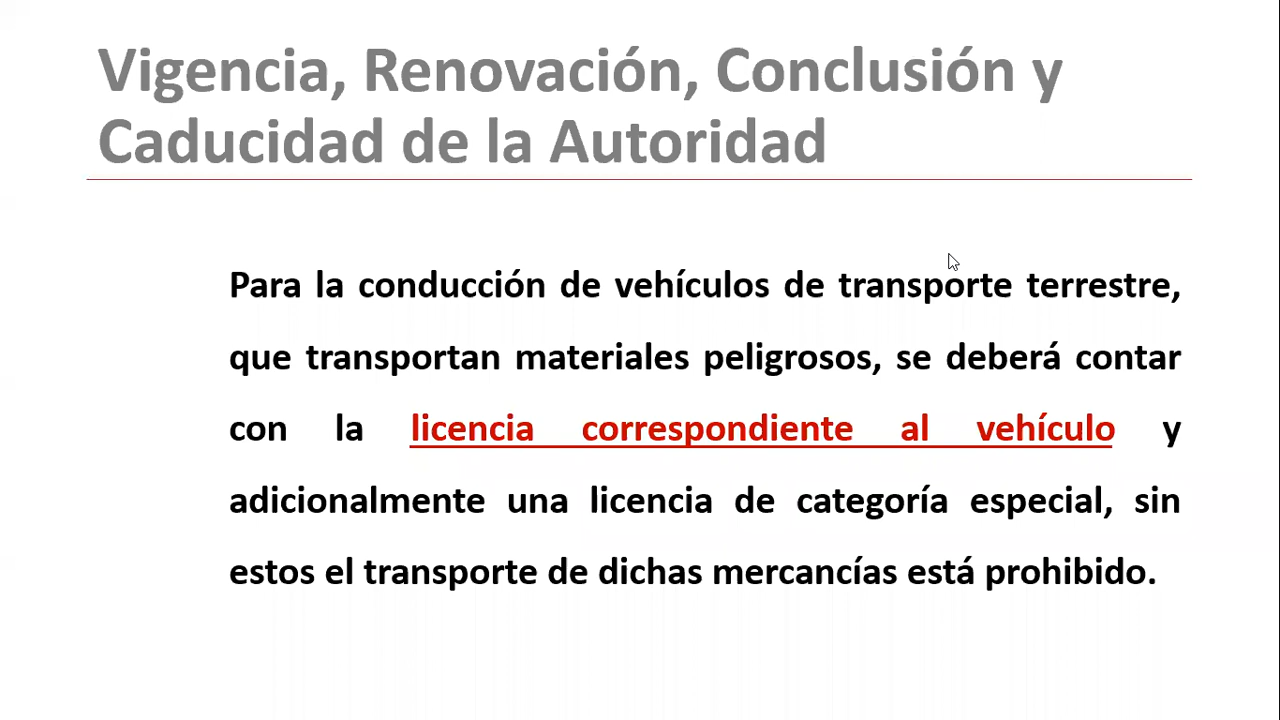 Vigencia, Renovación, Conclusión y
Caducidad de la Autoridad
Para la conducción de vehículos de transporte terrestre,
que transportan materiales peligrosos, se deberá contar
con la licencia correspondiente al vehículo y
adicionalmente una licencia de categoría especial, sin
estos el transporte de dichas mercancías está prohibido.